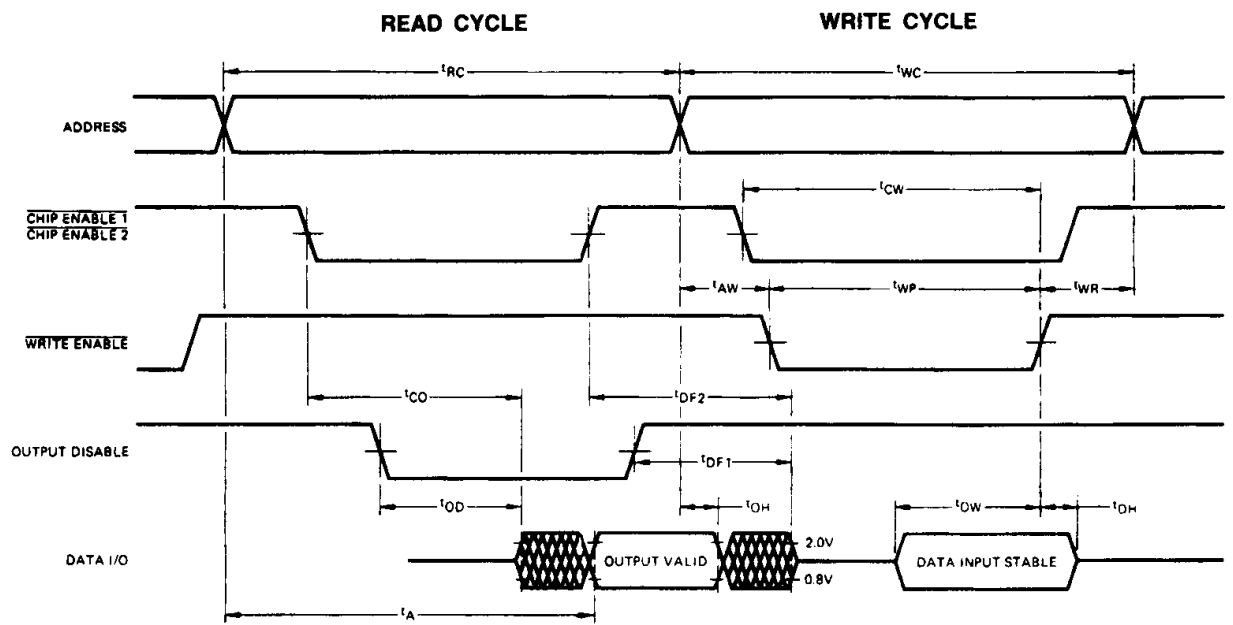 READ CYCLE
WRITE CYCLE
tRC
tWC
ADDRESS
tCW
CHIP ENABLE 1
CHIP ENABLE 2
tAW
tWP
tWR
WRITE ENABLE
tCO
tDF2
OUTPUT DISABLE
tDF1
tOD
tOH
tDW
tDH
DATA I/O
OUTPUT VALID
2.0V
0.8V
DATA INPUT STABLE
tA